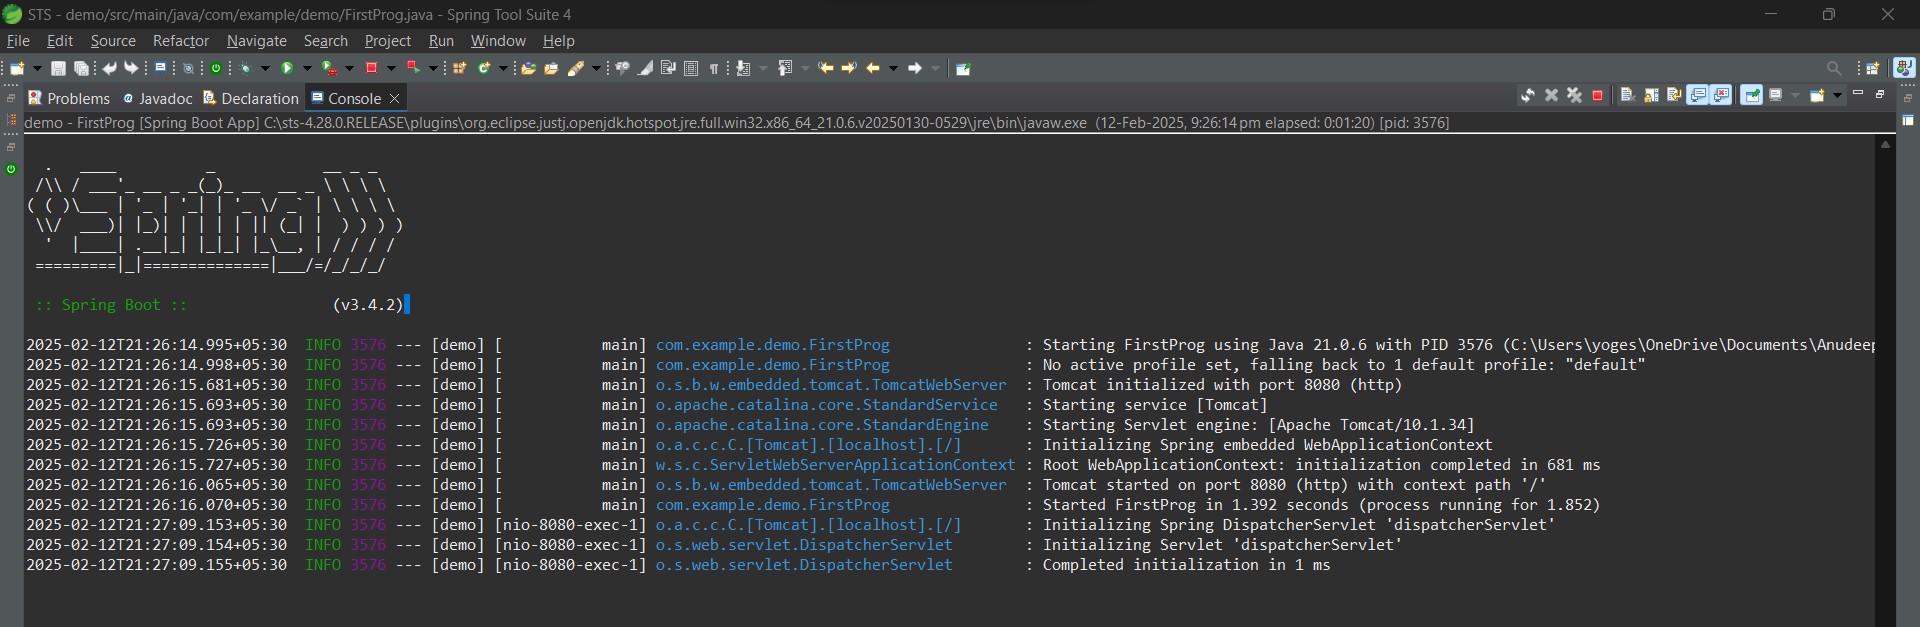 STS - demo/src/main/java/com/example/demo/FirstProg.java - Spring Tool Suite 4
File Edit Source Refactor Navigate Search Project Run Window Help
Problems @ Javadoc Declaration Console
demo - FirstProg [Spring Boot App] C:\sts-4.28.0.RELEASE\plugins\org.eclipse.justj.openjdk.hotspot.jre.full.win32.x86_64_21.0.6.v20250130-0529\jre\bin\javaw.exe (12-Feb-2025, 9:26:14 pm elapsed: 0:01:20) [pid: 3576]
  .   ____          _            __ _ _
 /\\ / ___'_ __ _ _(_)_ __  __ _ \ \ \ \
( ( )\___ | '_ | '_| | '_ \/ _` | \ \ \ \
 \\/  ___)| |_)| | | | | || (_| |  ) ) ) )
  '  |____| .__|_| |_|_| |_\__, | / / / /
 =========|_|==============|___/=/_/_/_/
:: Spring Boot :: (v3.4.2)
2025-02-12T21:26:14.995+05:30 INFO 3576 --- [demo] [ main] com.example.demo.FirstProg : Starting FirstProg using Java 21.0.6 with PID 3576 (C:\Users\yoges\OneDrive\Documents\Anudeep
2025-02-12T21:26:14.998+05:30 INFO 3576 --- [demo] [ main] com.example.demo.FirstProg : No active profile set, falling back to 1 default profile: "default"
2025-02-12T21:26:15.681+05:30 INFO 3576 --- [demo] [ main] o.s.b.w.embedded.tomcat.TomcatWebServer : Tomcat initialized with port 8080 (http)
2025-02-12T21:26:15.693+05:30 INFO 3576 --- [demo] [ main] o.apache.catalina.core.StandardService : Starting service [Tomcat]
2025-02-12T21:26:15.693+05:30 INFO 3576 --- [demo] [ main] o.apache.catalina.core.StandardEngine : Starting Servlet engine: [Apache Tomcat/10.1.34]
2025-02-12T21:26:15.726+05:30 INFO 3576 --- [demo] [ main] o.a.c.c.C.[Tomcat].[localhost].[/] : Initializing Spring embedded WebApplicationContext
2025-02-12T21:26:15.727+05:30 INFO 3576 --- [demo] [ main] w.s.c.ServletWebServerApplicationContext : Root WebApplicationContext: initialization completed in 681 ms
2025-02-12T21:26:16.065+05:30 INFO 3576 --- [demo] [ main] o.s.b.w.embedded.tomcat.TomcatWebServer : Tomcat started on port 8080 (http) with context path '/'
2025-02-12T21:26:16.070+05:30 INFO 3576 --- [demo] [ main] com.example.demo.FirstProg : Started FirstProg in 1.392 seconds (process running for 1.852)
2025-02-12T21:27:09.153+05:30 INFO 3576 --- [demo] [nio-8080-exec-1] o.a.c.c.C.[Tomcat].[localhost].[/] : Initializing Spring DispatcherServlet 'dispatcherServlet'
2025-02-12T21:27:09.154+05:30 INFO 3576 --- [demo] [nio-8080-exec-1] o.s.web.servlet.DispatcherServlet : Initializing Servlet 'dispatcherServlet'
2025-02-12T21:27:09.155+05:30 INFO 3576 --- [demo] [nio-8080-exec-1] o.s.web.servlet.DispatcherServlet : Completed initialization in 1 ms